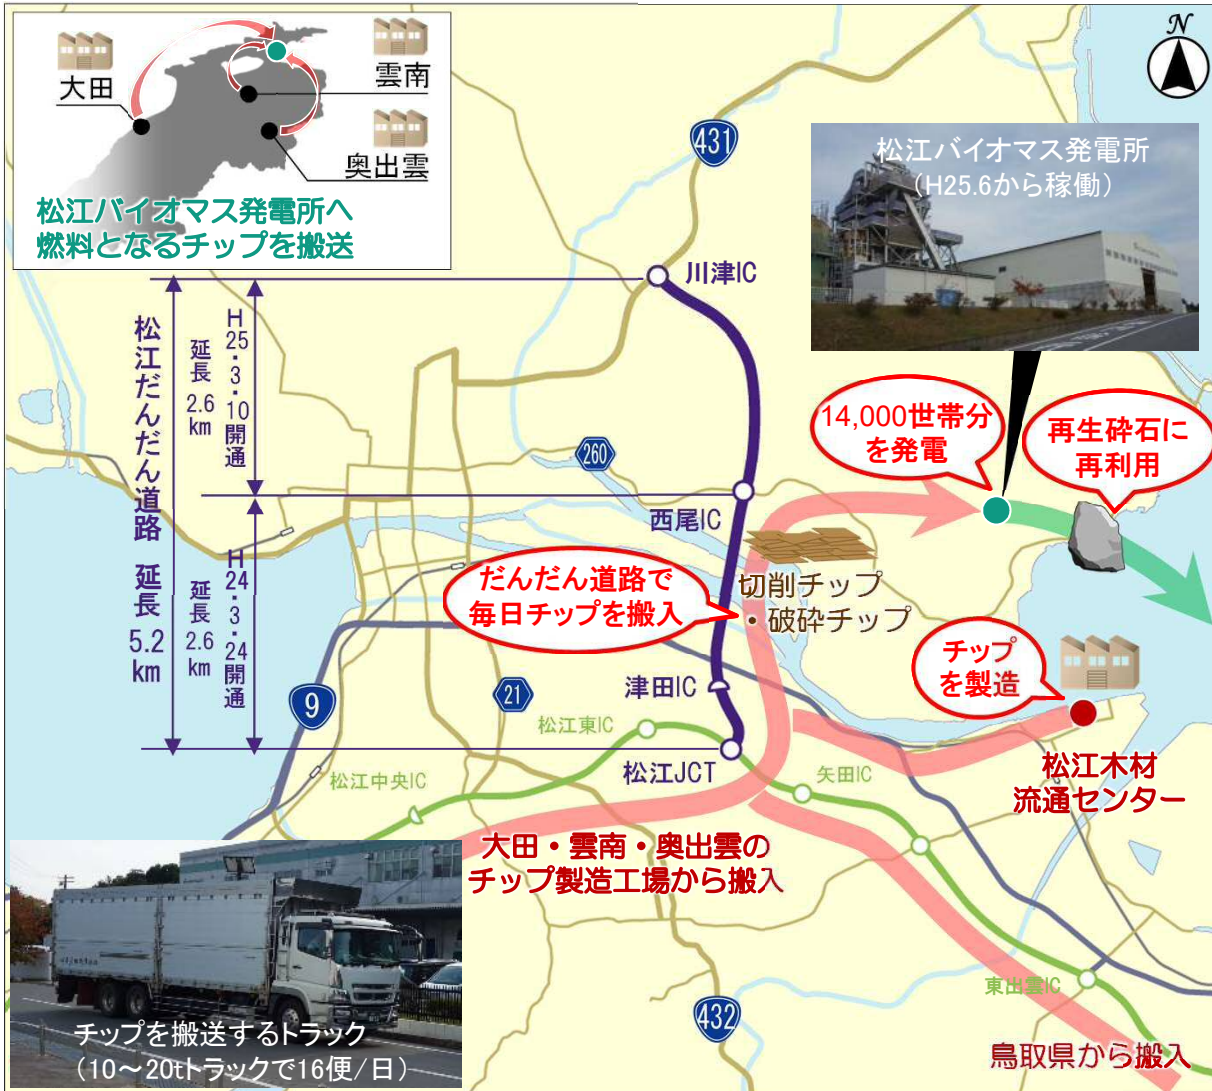 大田
雲南
奥出雲
松江バイオマス発電所へ
燃料となるチップを搬送
N
431
松江バイオマス発電所
(H25.6から稼働)
川津IC
松江だんだん道路 延長 5.2 km
延長 2.6 km
H25・3・10開通
14,000世帯分
を発電
再生砕石に
再利用
260
西尾IC
延長 2.6 km
H24・3・24開通
だんだん道路で
毎日チップを搬入
切削チップ
・破砕チップ
チップ
を製造
9
21
津田IC
松江東IC
松江JCT
松江中央IC
矢田IC
松江木材
流通センター
大田・雲南・奥出雲の
チップ製造工場から搬入
東出雲IC
432
チップを搬送するトラック
(10～20tトラックで16便/日)
鳥取県から搬入